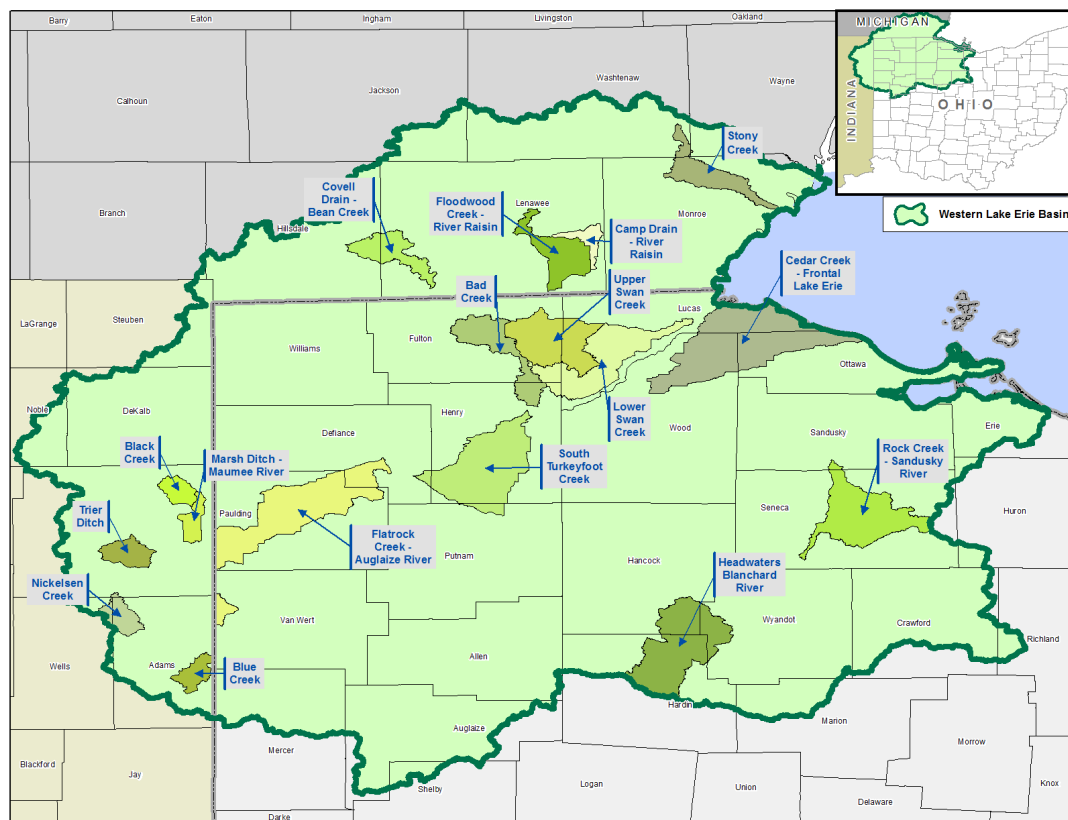 Barry
Eaton
Ingham
Livingston
Oakland
MICHIGAN
OHIO
INDIANA
Western Lake Erie Basin
Washtenaw
Wayne
Jackson
Calhoun
Stony
Creek
Covell
Drain -
Bean Creek
Floodwood
Creek -
River Raisin
Lenawee
Monroe
Branch
Hillsdale
Camp Drain
- River
Raisin
Cedar Creek
- Frontal
Lake Erie
Bad
Creek
Upper
Swan
Creek
Lucas
Steuben
LaGrange
Williams
Fulton
Ottawa
Noble
DeKalb
Henry
Lower
Swan
Creek
Wood
Sandusky
Erie
Defiance
Black
Creek
Marsh Ditch -
Maumee River
South
Turkeyfoot
Creek
Rock Creek
- Sandusky
River
Trier
Ditch
Paulding
Seneca
Huron
Flatrock
Creek -
Auglaize River
Putnam
Hancock
Headwaters
Blanchard
River
Nickelsen
Creek
Van Wert
Wyandot
Crawford
Richland
Wells
Adams
Blue
Creek
Allen
Hardin
Marion
Auglaize
Mercer
Morrow
Blackford
Jay
Shelby
Logan
Union
Delaware
Knox
Darke